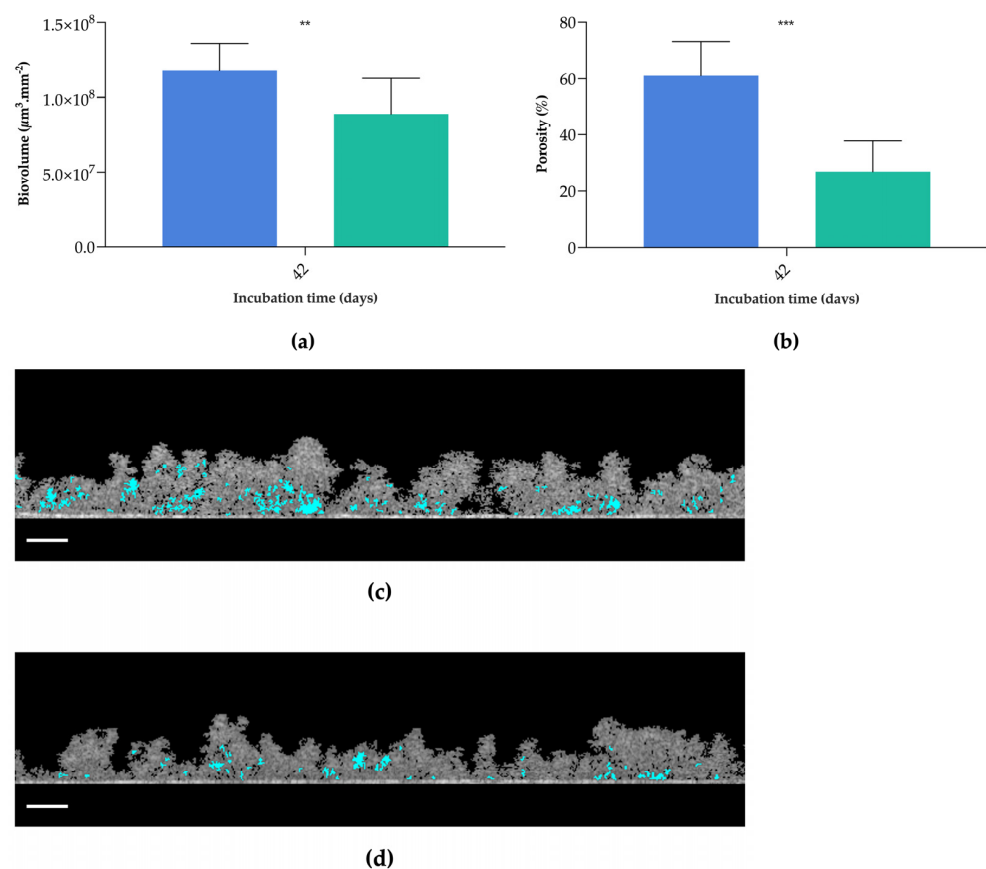 **
***
1.5×10⁸
1.0×10⁸
5.0×10⁷
0.0
Biovolume (µm³.mm⁻²)
42
Incubation time (days)
(a)
80
60
40
20
0
Porosity (%)
42
Incubation time (days)
(b)
(c)
(d)